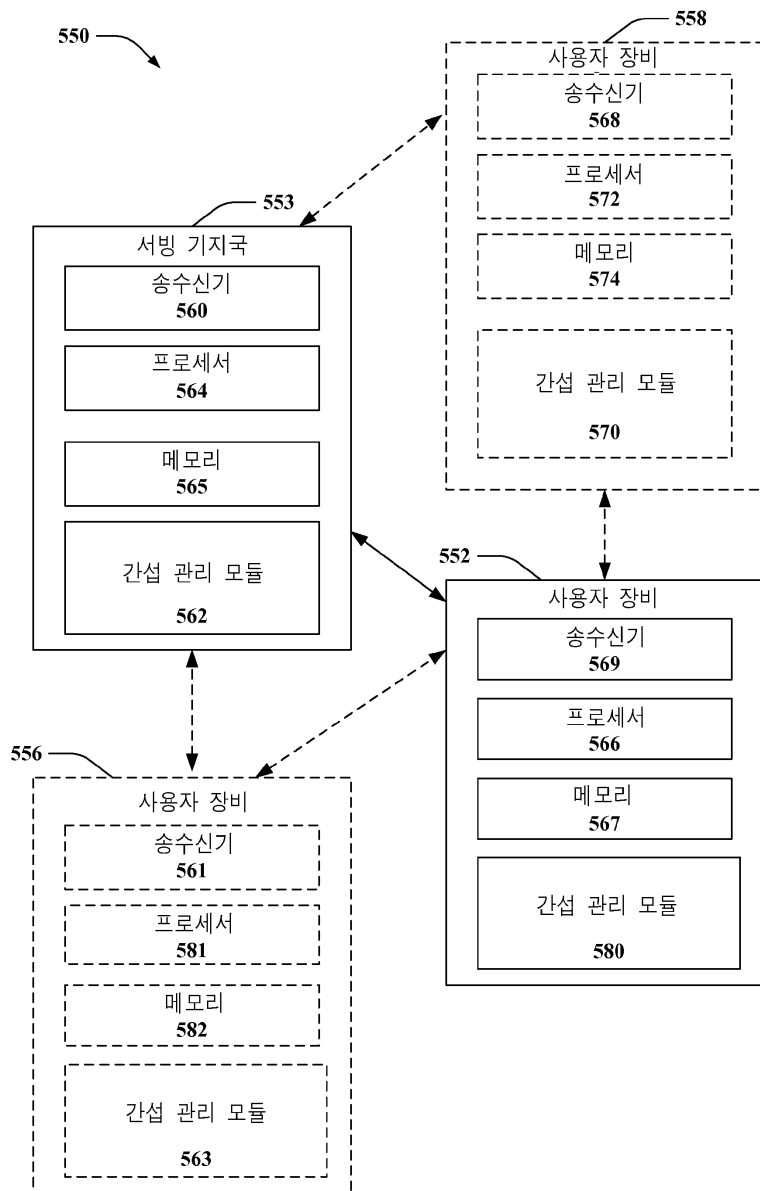 550
558
사용자 장비
송수신기
568
프로세서
572
메모리
574
간섭 관리 모듈
570
553
서빙 기지국
송수신기
560
프로세서
564
메모리
565
간섭 관리 모듈
562
552
사용자 장비
송수신기
569
프로세서
566
메모리
567
간섭 관리 모듈
580
556
사용자 장비
송수신기
561
프로세서
581
메모리
582
간섭 관리 모듈
563